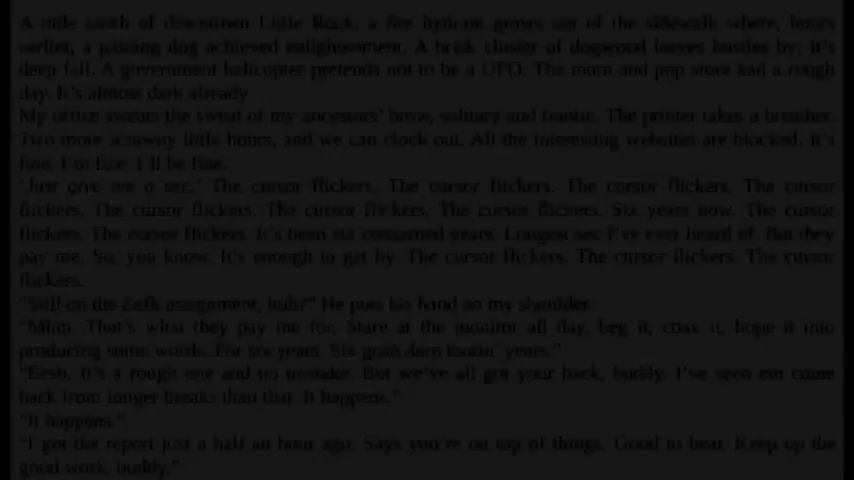 A mile south of downtown Little Rock, a fire hydrant grows out of the sidewalk where, hours
earlier, a passing dog achieved enlightenment. A brisk cluster of dogwood leaves bustles by; it's
deep fall. A government helicopter pretends not to be a UFO. The mom and pop store had a rough
day. It's almost dark already.
My office sweats the sweat of my ancestors' brow, solitary and frantic. The printer takes a breather.
Two more scrawny little hours, and we can clock out. All the interesting websites are blocked. It's
fine. I'm fine. I'll be fine.
'Just give me a sec.' The cursor flickers. The cursor flickers. The cursor flickers. The cursor
flickers. The cursor flickers. The cursor flickers. The cursor flickers. Six years now. The cursor
flickers. The cursor flickers. It's been six consarned years. Longest sec I've ever heard of. But they
pay me. So, you know. It's enough to get by. The cursor flickers. The cursor flickers. The cursor
flickers.
"Still on the Zefk assignment, huh?" He puts his hand on my shoulder.
"Mhm. That's what they pay me for. Stare at the monitor all day, beg it, coax it, hope it into
producing some words. For six years. Six gosh darn tootin' years."
"Eesh. It's a rough one and no mistake. But we've all got your back, buddy. I've seen em come
back from longer breaks than that. It happens."
"It happens."
"I got the report just a half an hour ago. Says you're on top of things. Good to hear. Keep up the
good work, buddy."